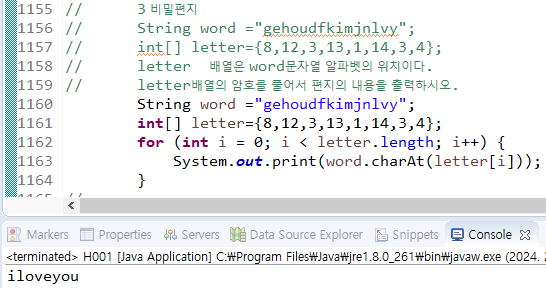 1155 // 3 비밀편지
1156 // String word ="gehoudfkimjnlvy";
1157 // int[] letter={8,12,3,13,1,14,3,4};
1158 // letter 배열은 word문자열 알파벳의 위치이다.
1159 // letter배열의 암호를 풀어서 편지의 내용을 출력하시오.
1160 String word ="gehoudfkimjnlvy";
1161 int[] letter={8,12,3,13,1,14,3,4};
1162 for (int i = 0; i < letter.length; i++) {
1163 System.out.print(word.charAt(letter[i]));
1164 }
Markers Properties Servers Data Source Explorer Snippets Console
<terminated> H001 [Java Application] C:₩Program Files₩Java₩jre1.8.0_261₩bin₩javaw.exe (2024.
iloveyou